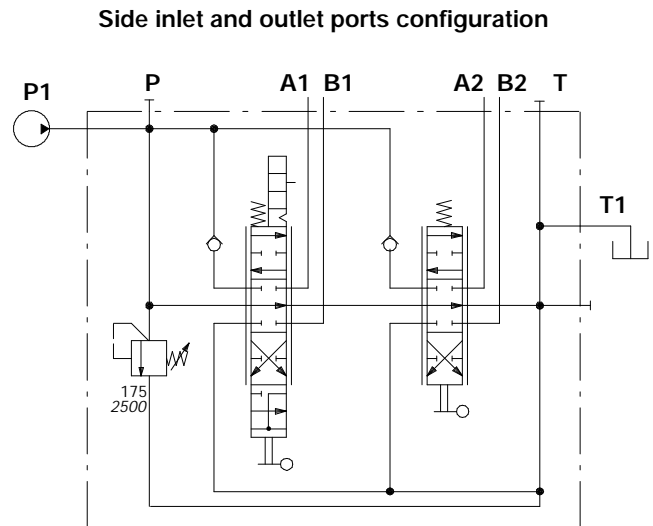 Side inlet and outlet ports configuration
P1 P A1 B1 A2 B2 T
T1
175
2500